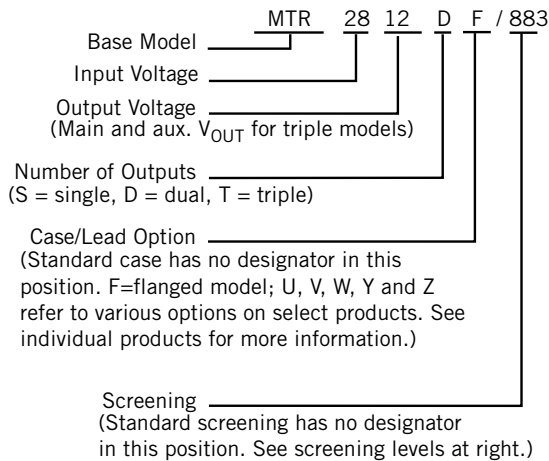 MTR 28 12 D F / 883
Base Model
Input Voltage
Output Voltage
(Main and aux. VOUT for triple models)
Number of Outputs
(S = single, D = dual, T = triple)
Case/Lead Option
(Standard case has no designator in this
position. F=flanged model; U, V, W, Y and Z
refer to various options on select products. See
individual products for more information.)
Screening
(Standard screening has no designator
in this position. See screening levels at right.)